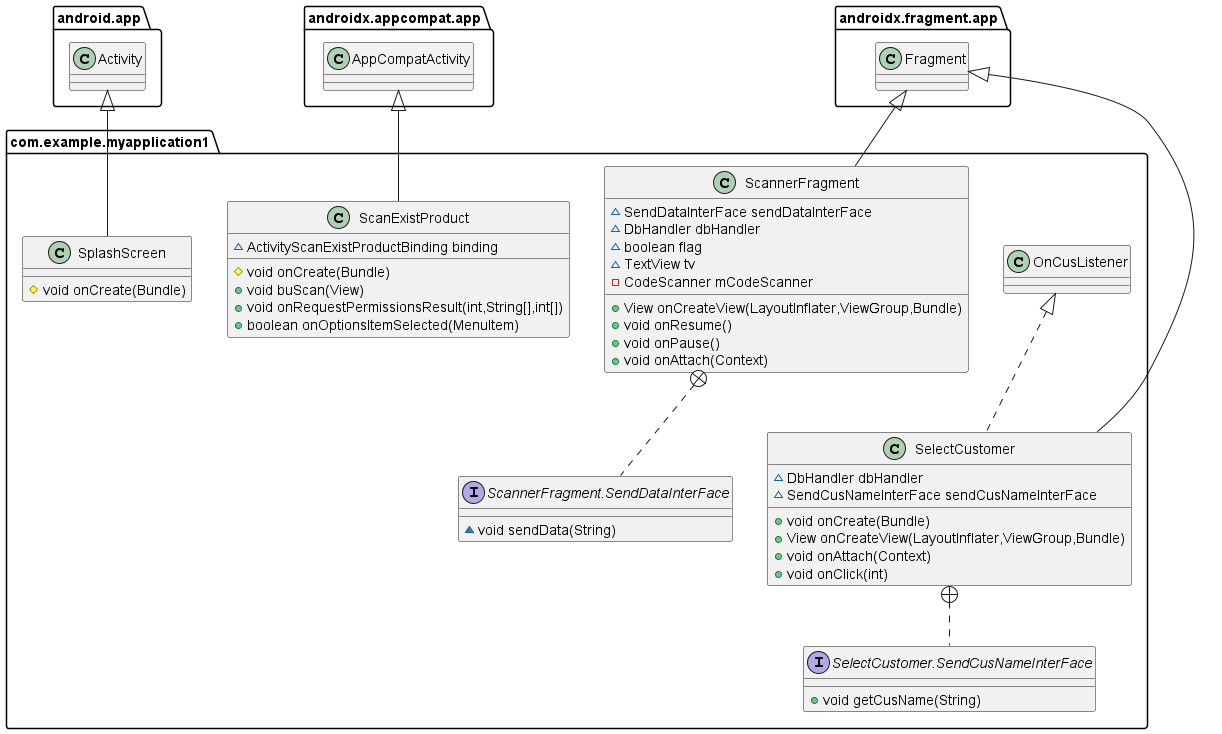 android.app
androidx.appcompat.app
androidx.fragment.app
C Activity
C AppCompatActivity
C Fragment
com.example.myapplication1
C SplashScreen
void onCreate(Bundle)
C ScanExistProduct
ActivityScanExistProductBinding binding
void onCreate(Bundle)
void buScan(View)
void onRequestPermissionsResult(int,String[],int[])
boolean onOptionsItemSelected(MenuItem)
C ScannerFragment
SendDataInterFace sendDataInterFace
DbHandler dbHandler
boolean flag
TextView tv
CodeScanner mCodeScanner
View onCreateView(LayoutInflater,ViewGroup,Bundle)
void onResume()
void onPause()
void onAttach(Context)
C OnCusListener
I ScannerFragment.SendDataInterFace
void sendData(String)
C SelectCustomer
DbHandler dbHandler
SendCusNameInterFace sendCusNameInterFace
void onCreate(Bundle)
View onCreateView(LayoutInflater,ViewGroup,Bundle)
void onAttach(Context)
void onClick(int)
I SelectCustomer.SendCusNameInterFace
void getCusName(String)